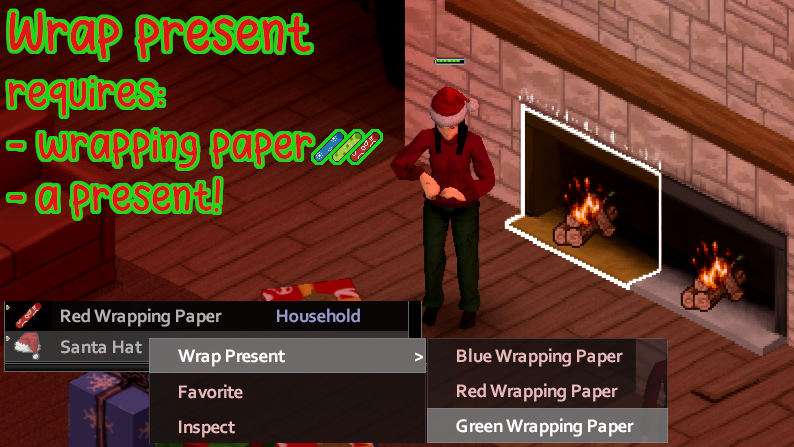 Wrap present
requires:
- wrapping paper
- a present!
Red Wrapping Paper Household
Santa Hat
Wrap Present >
Favorite
Inspect
Blue Wrapping Paper
Red Wrapping Paper
Green Wrapping Paper